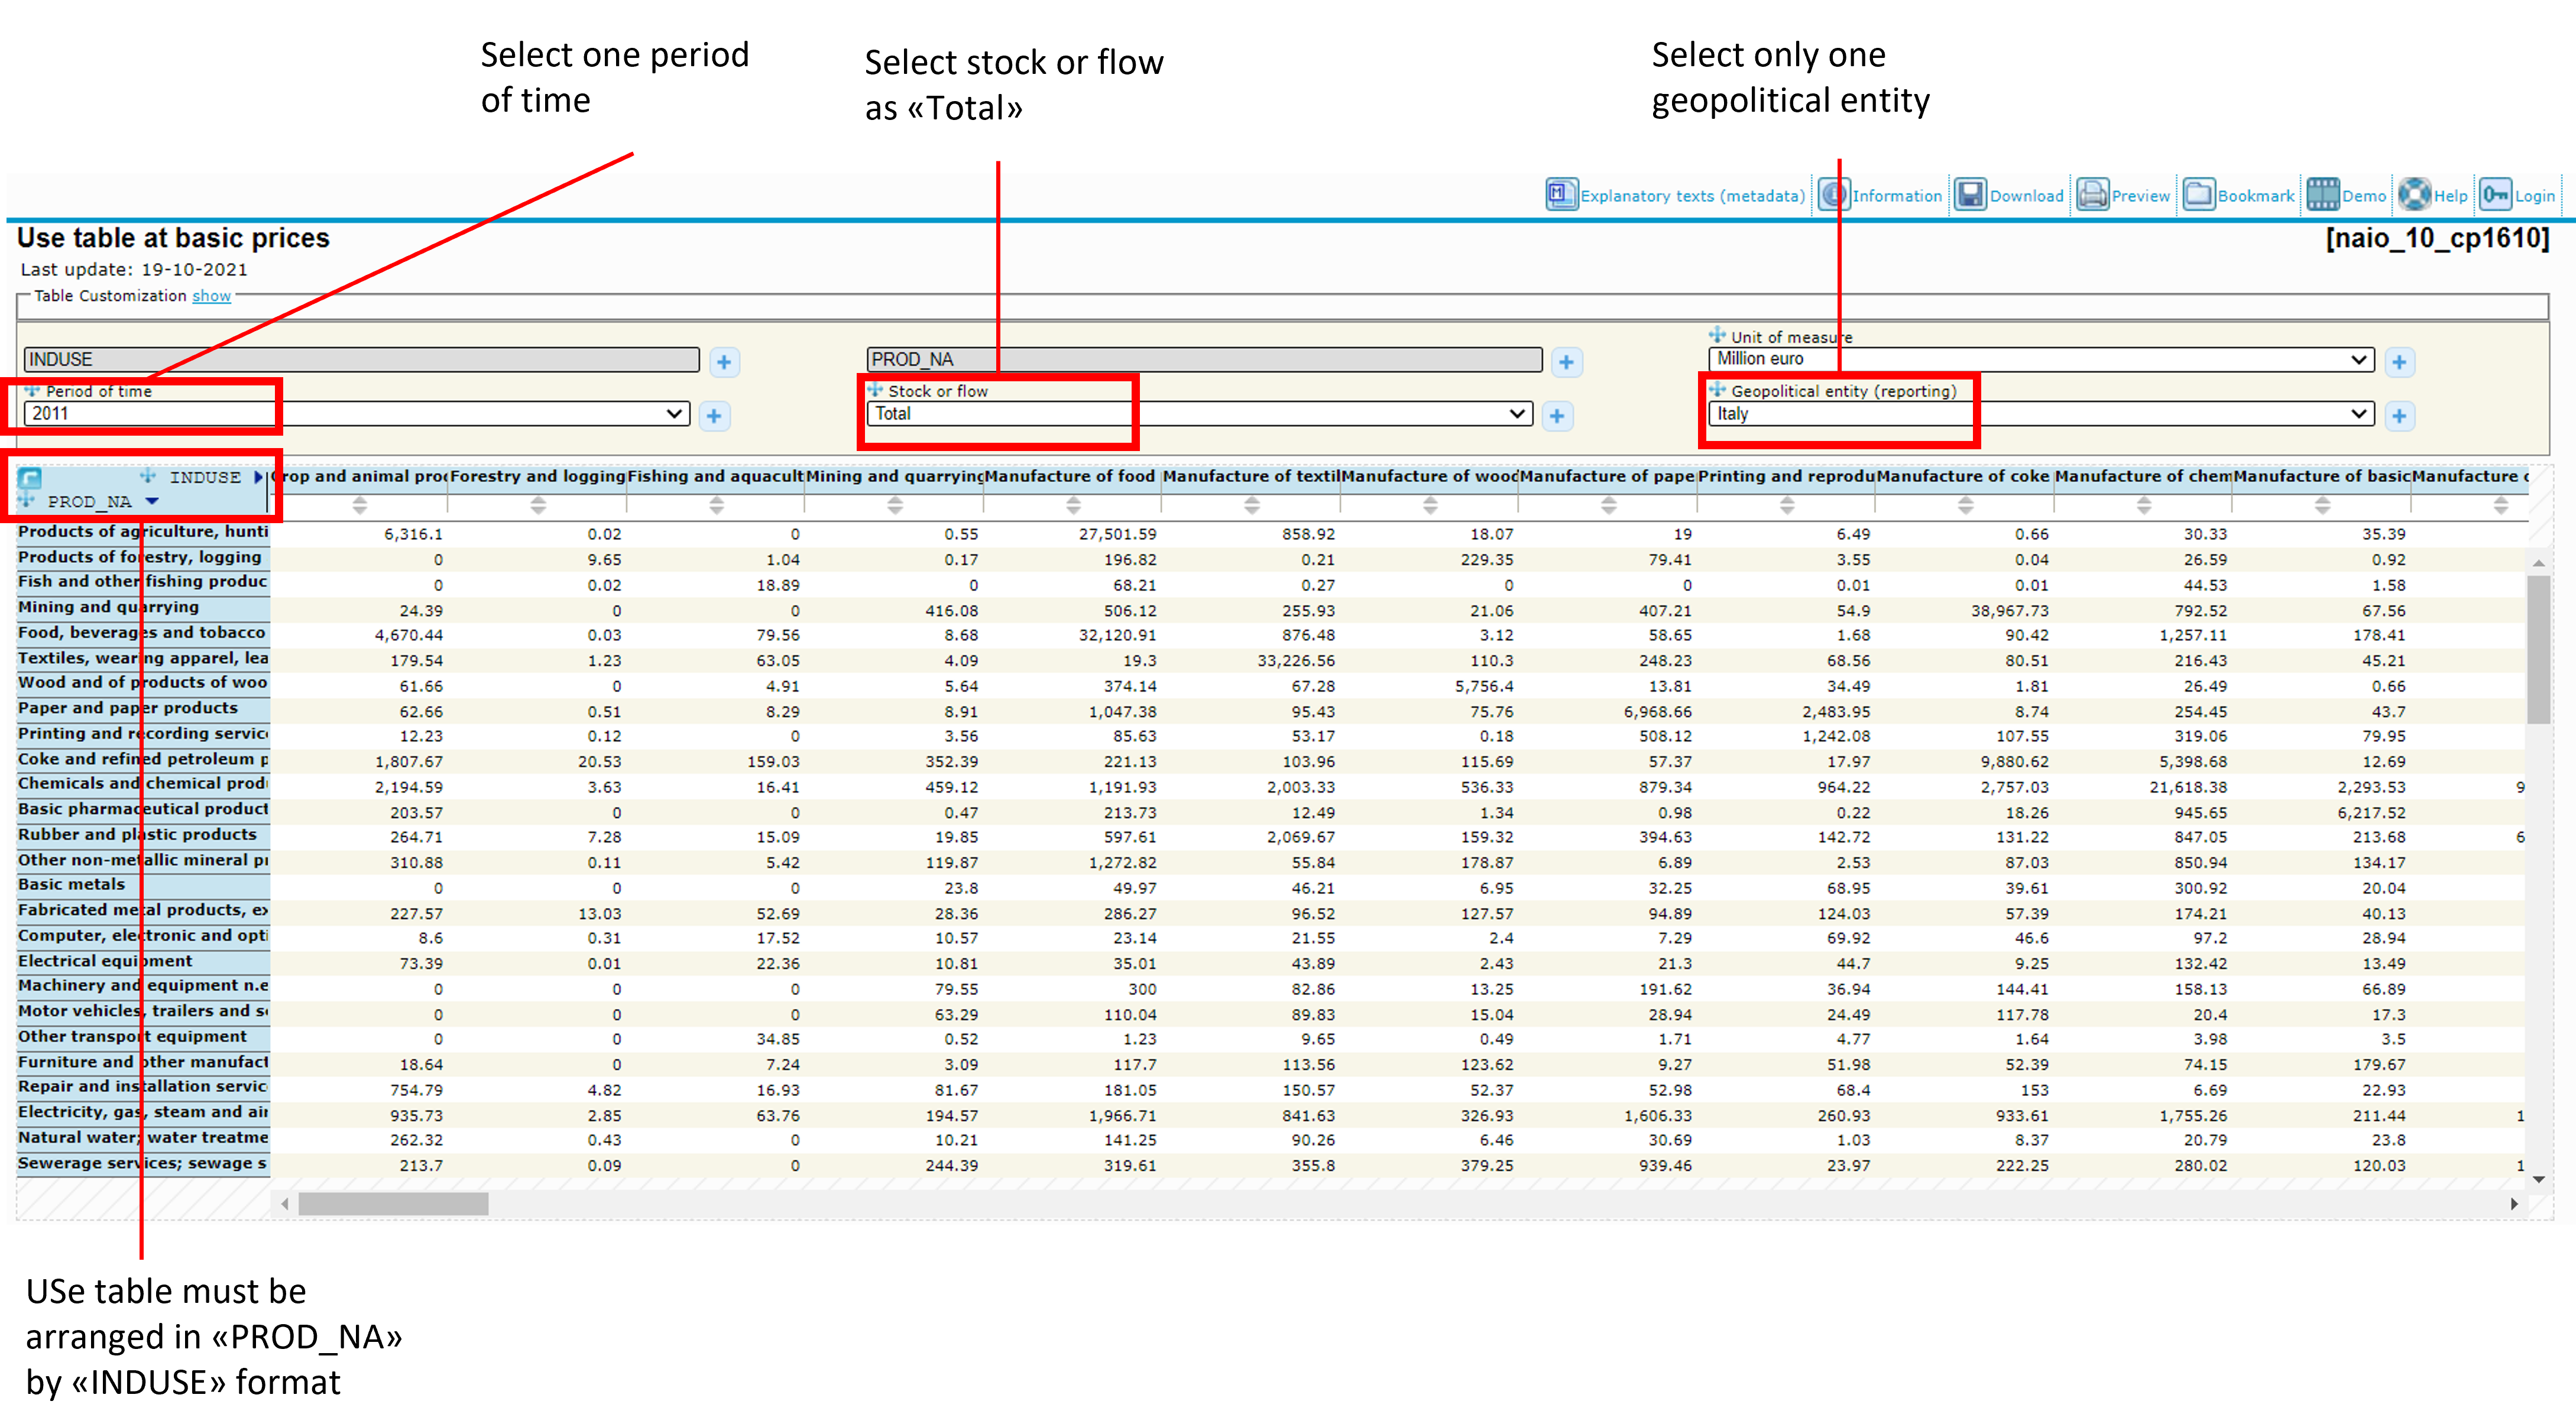 Select one period
of time
Select stock or flow
as «Total»
Select only one
geopolitical entity
Explanatory texts (metadata) Information Download Preview Bookmark Demo Help Login
Use table at basic prices [naio_10_cp1610]
Last update: 19-10-2021
Table Customization show
Unit of measure
INDUSE PROD_NA Million euro
Period of time Stock or flow Geopolitical entity (reporting)
2011 Total Italy
INDUSE rop and animal pro Forestry and logging Fishing and aquacult Mining and quarrying Manufacture of food Manufacture of textil Manufacture of wood Manufacture of pape Printing and reprodu Manufacture of coke Manufacture of chem Manufacture of basic Manufacture c
PROD_NA
Products of agriculture, hunti 6,316.1 0.02 0 0.55 27,501.59 858.92 18.07 19 6.49 0.66 30.33 35.39
Products of forestry, logging 0 9.65 1.04 0.17 196.82 0.21 229.35 79.41 3.55 0.04 26.59 0.92
Fish and other fishing produc 0 0.02 18.89 0 68.21 0.27 0 0 0.01 0.01 44.53 1.58
Mining and quarrying 24.39 0 0 416.08 506.12 255.93 21.06 407.21 54.9 38,967.73 792.52 67.56
Food, beverages and tobacco 4,670.44 0.03 79.56 8.68 32,120.91 876.48 3.12 58.65 1.68 90.42 1,257.11 178.41
Textiles, wearing apparel, lea 179.54 1.23 63.05 4.09 19.3 33,226.56 110.3 248.23 68.56 80.51 216.43 45.21
Wood and of products of woo 61.66 0 4.91 5.64 374.14 67.28 5,756.4 13.81 34.49 1.81 26.49 0.66
Paper and paper products 62.66 0.51 8.29 8.91 1,047.38 95.43 75.76 6,968.66 2,483.95 8.74 254.45 43.7
Printing and recording servic 12.23 0.12 0 3.56 85.63 53.17 0.18 508.12 1,242.08 107.55 319.06 79.95
Coke and refined petroleum p 1,807.67 20.53 159.03 352.39 221.13 103.96 115.69 57.37 17.97 9,880.62 5,398.68 12.69
Chemicals and chemical prod 2,194.59 3.63 16.41 459.12 1,191.93 2,003.33 536.33 879.34 964.22 2,757.03 21,618.38 2,293.53 9
Basic pharmaceutical product 203.57 0 0 0.47 213.73 12.49 1.34 0.98 0.22 18.26 945.65 6,217.52
Rubber and plastic products 264.71 7.28 15.09 19.85 597.61 2,069.67 159.32 394.63 142.72 131.22 847.05 213.68 6
Other non-metallic mineral pr 310.88 0.11 5.42 119.87 1,272.82 55.84 178.87 6.89 2.53 87.03 850.94 134.17
Basic metals 0 0 0 23.8 49.97 46.21 6.95 32.25 68.95 39.61 300.92 20.04
Fabricated metal products, ex 227.57 13.03 52.69 28.36 286.27 96.52 127.57 94.89 124.03 57.39 174.21 40.13
Computer, electronic and opti 8.6 0.31 17.52 10.57 23.14 21.55 2.4 7.29 69.92 46.6 97.2 28.94
Electrical equipment 73.39 0.01 22.36 10.81 35.01 43.89 2.43 21.3 44.7 9.25 132.42 13.49
Machinery and equipment n.e 0 0 0 79.55 300 82.86 13.25 191.62 36.94 144.41 158.13 66.89
Motor vehicles, trailers and se 0 0 0 63.29 110.04 89.83 15.04 28.94 24.49 117.78 20.4 17.3
Other transport equipment 0 0 34.85 0.52 1.23 9.65 0.49 1.71 4.77 1.64 3.98 3.5
Furniture and other manufact 18.64 0 7.24 3.09 117.7 113.56 123.62 9.27 51.98 52.39 74.15 179.67
Repair and installation servic 754.79 4.82 16.93 81.67 181.05 150.57 52.37 52.98 68.4 153 6.69 22.93
Electricity, gas, steam and air 935.73 2.85 63.76 194.57 1,966.71 841.63 326.93 1,606.33 260.93 933.61 1,755.26 211.44 1
Natural water; water treatme 262.32 0.43 0 10.21 141.25 90.26 6.46 30.69 1.03 8.37 20.79 23.8
Sewerage services; sewage s 213.7 0.09 0 244.39 319.61 355.8 379.25 939.46 23.97 222.25 280.02 120.03 1
USe table must be
arranged in «PROD_NA»
by «INDUSE» format